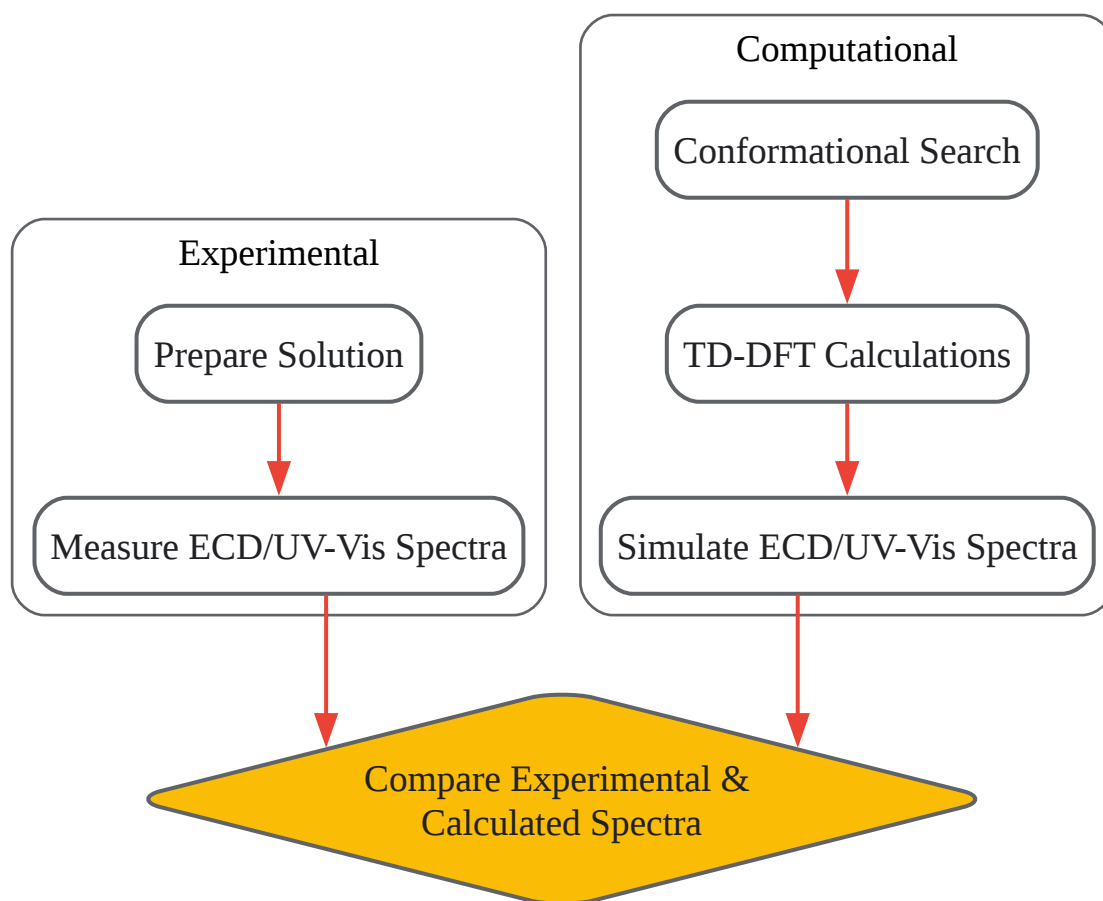 Computational
Conformational Search
Experimental
Prepare Solution
TD-DFT Calculations
Measure ECD/UV-Vis Spectra
Simulate ECD/UV-Vis Spectra
Compare Experimental &
Calculated Spectra